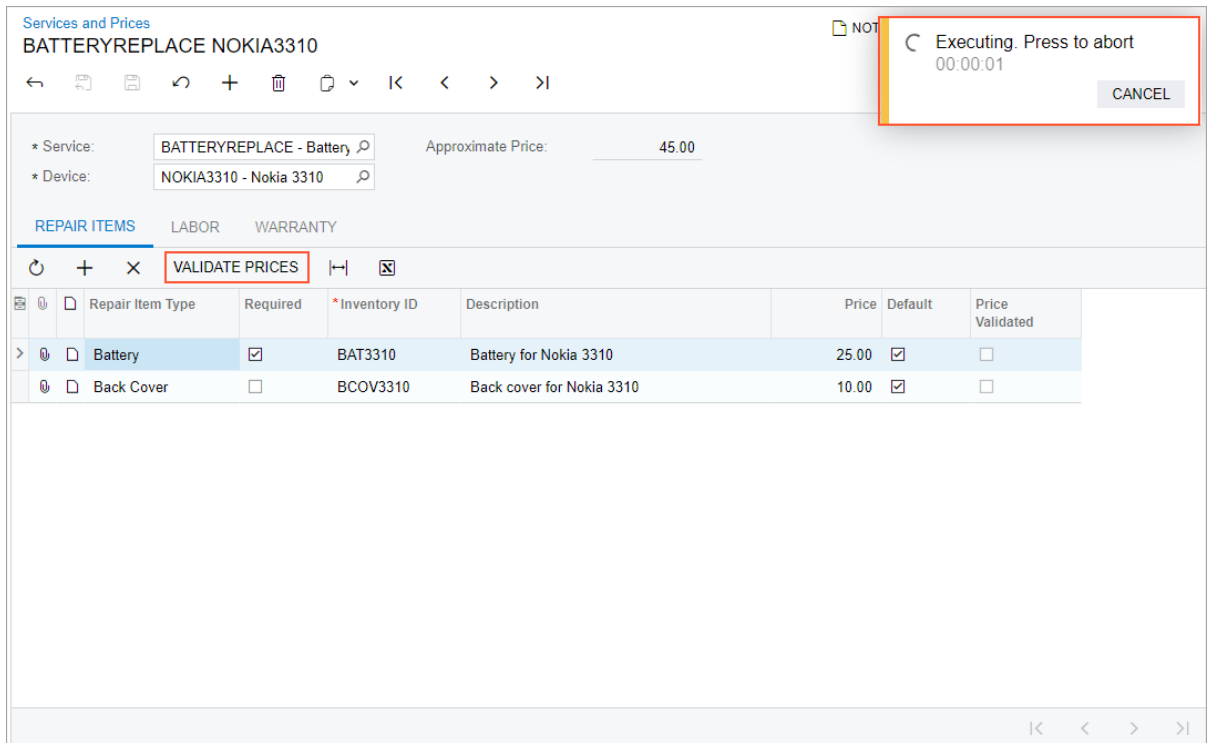 Services and Prices
BATTERYREPLACE NOKIA3310
NOT
Executing. Press to abort
00:00:01
CANCEL
* Service: BATTERYREPLACE - Battery Approximate Price: 45.00
* Device: NOKIA3310 - Nokia 3310
REPAIR ITEMS LABOR WARRANTY
VALIDATE PRICES
Repair Item Type Required * Inventory ID Description Price Default Price Validated
Battery BAT3310 Battery for Nokia 3310 25.00
Back Cover BCOV3310 Back cover for Nokia 3310 10.00